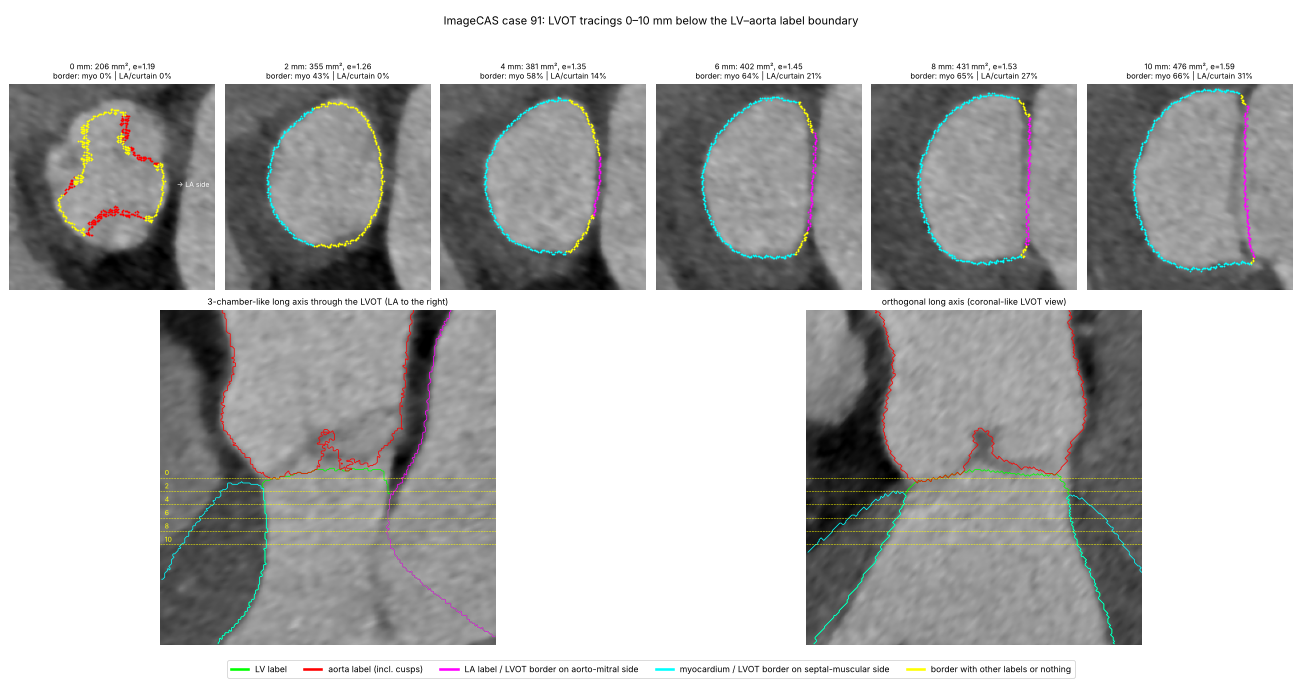 ImageCAS case 91: LVOT tracings 0–10 mm below the LV–aorta label boundary
0 mm: 206 mm², e=1.19
border: myo 0% | LA/curtain 0%
2 mm: 355 mm², e=1.26
border: myo 43% | LA/curtain 0%
4 mm: 381 mm², e=1.35
border: myo 58% | LA/curtain 14%
6 mm: 402 mm², e=1.45
border: myo 64% | LA/curtain 21%
8 mm: 431 mm², e=1.53
border: myo 65% | LA/curtain 27%
10 mm: 476 mm², e=1.59
border: myo 66% | LA/curtain 31%
→ LA side
3-chamber-like long axis through the LVOT (LA to the right)
orthogonal long axis (coronal-like LVOT view)
0
2
4
6
8
10
LV label
aorta label (incl. cusps)
LA label / LVOT border on aorto-mitral side
myocardium / LVOT border on septal-muscular side
border with other labels or nothing